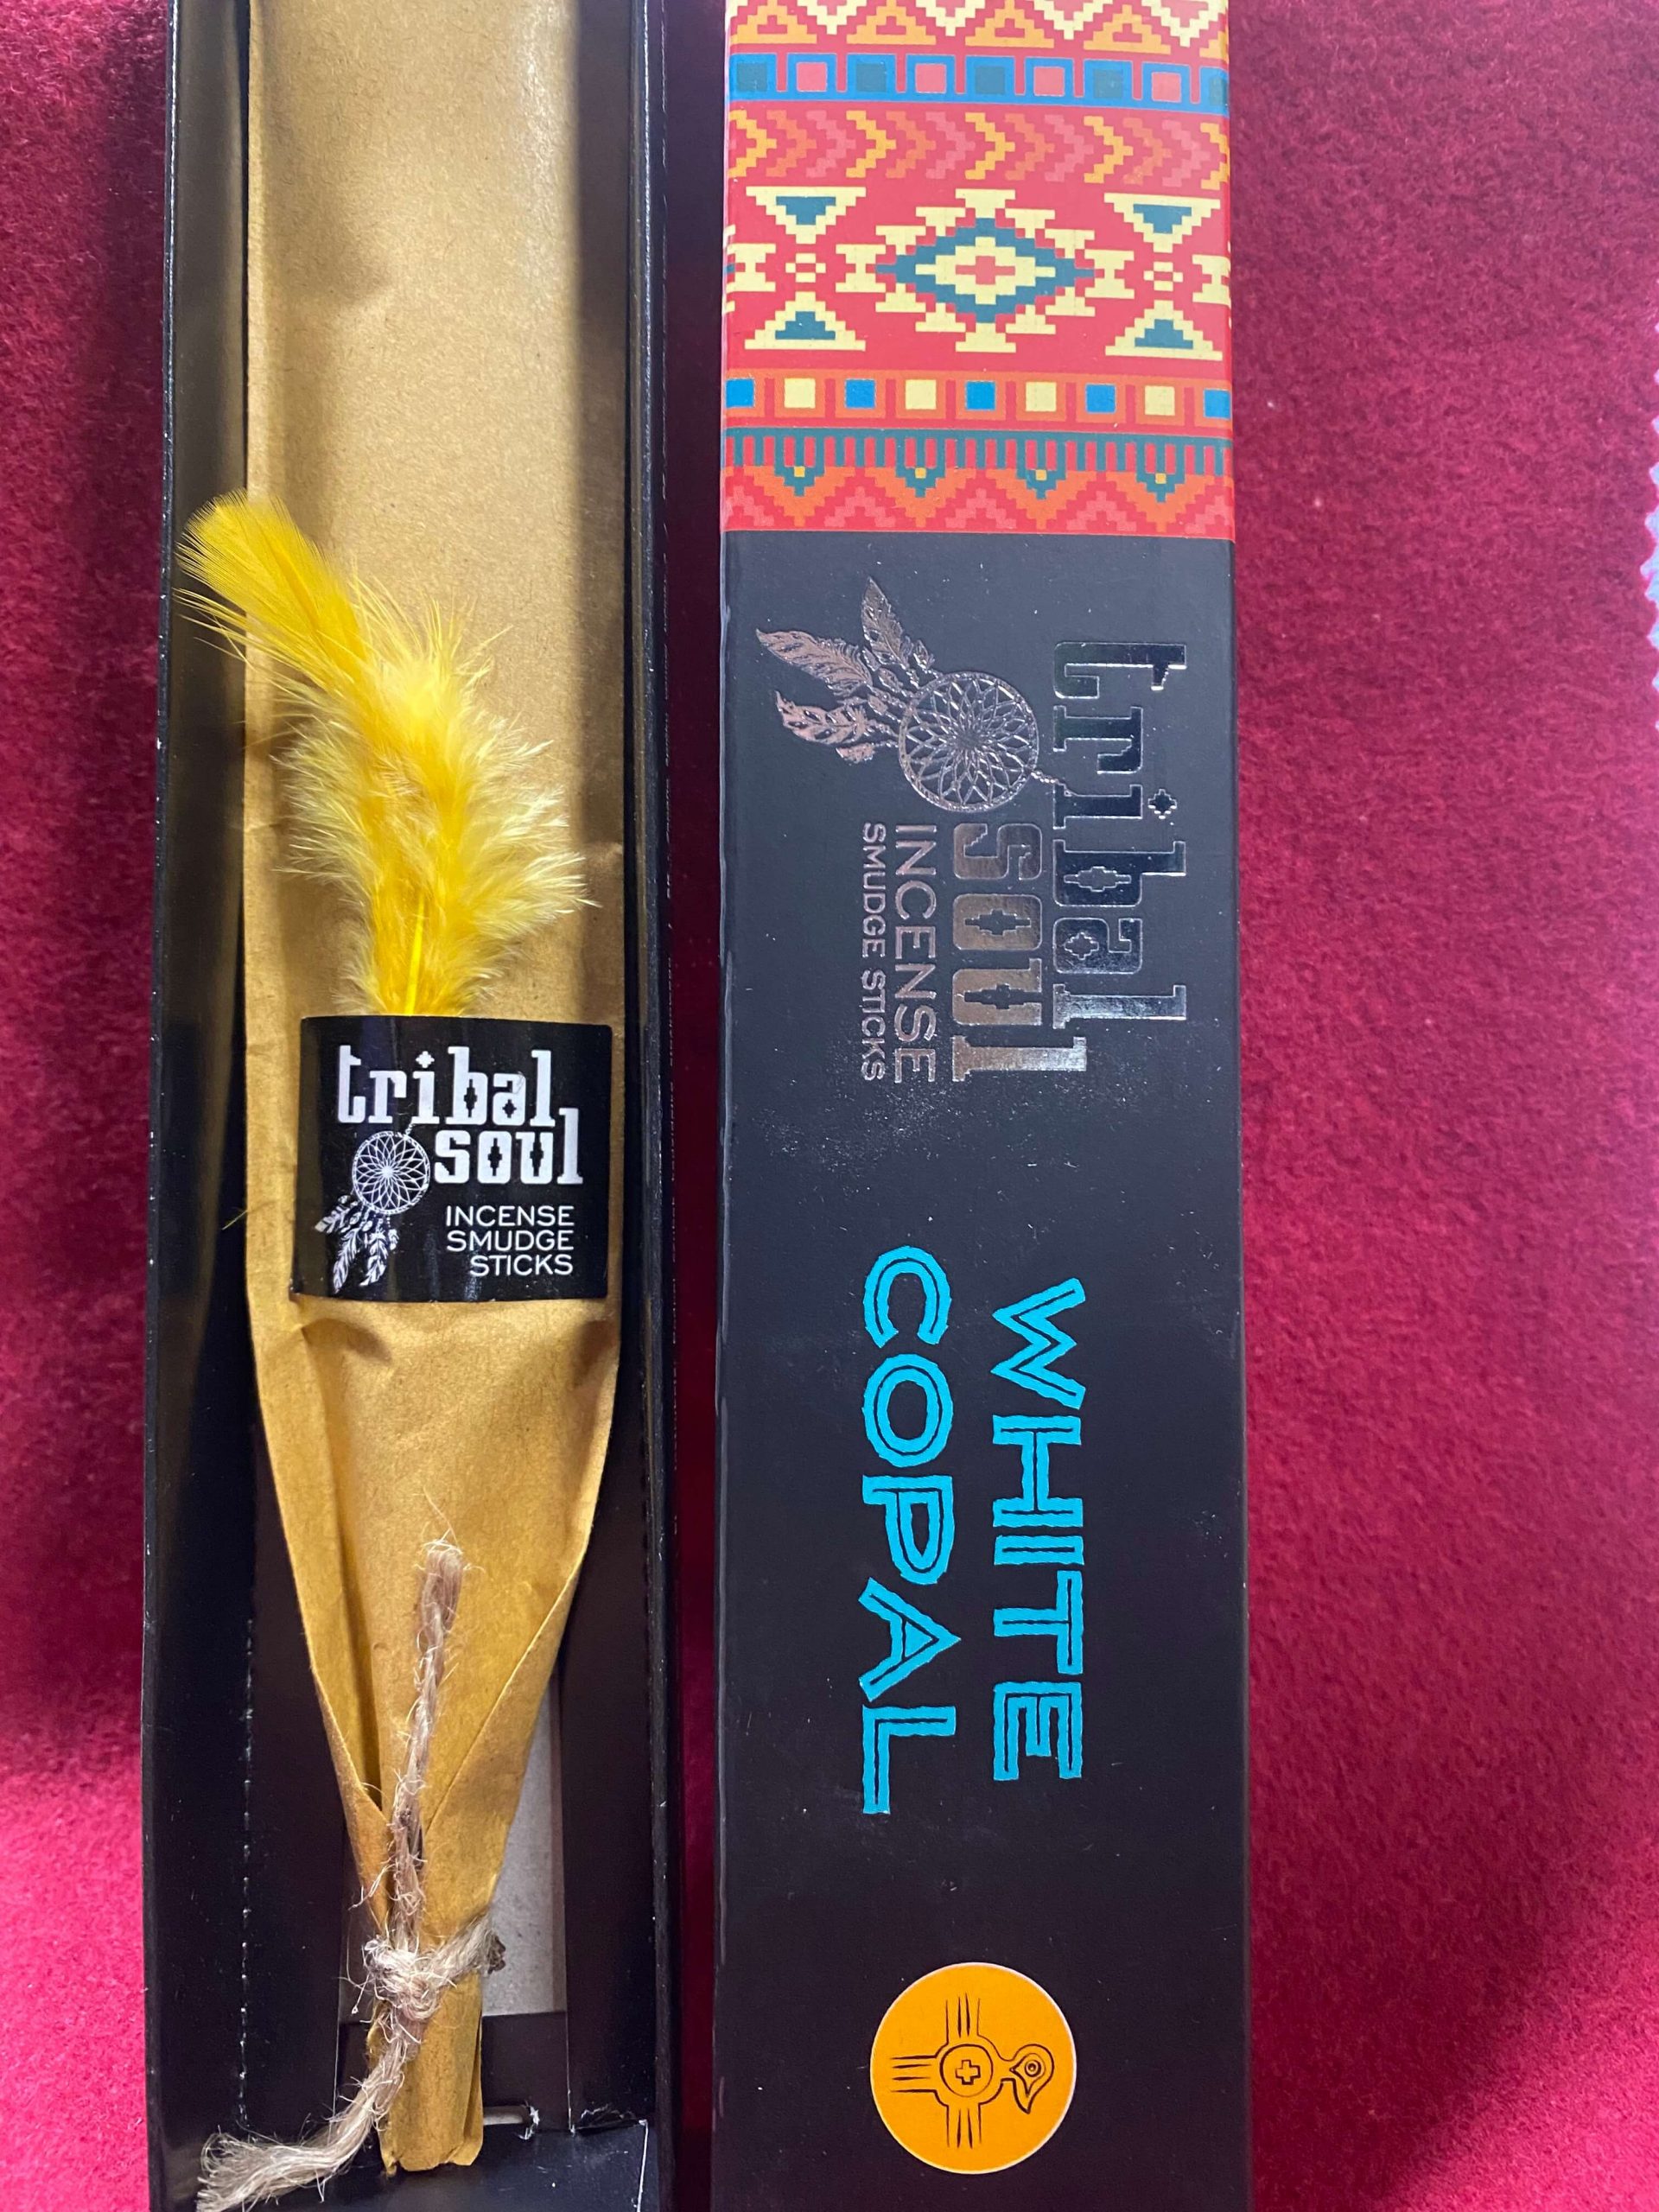 tribal
soul
INCENSE
SMUDGE
STICKS
tribal
soul
INCENSE
SMUDGE STICKS
WHITE
COPAL